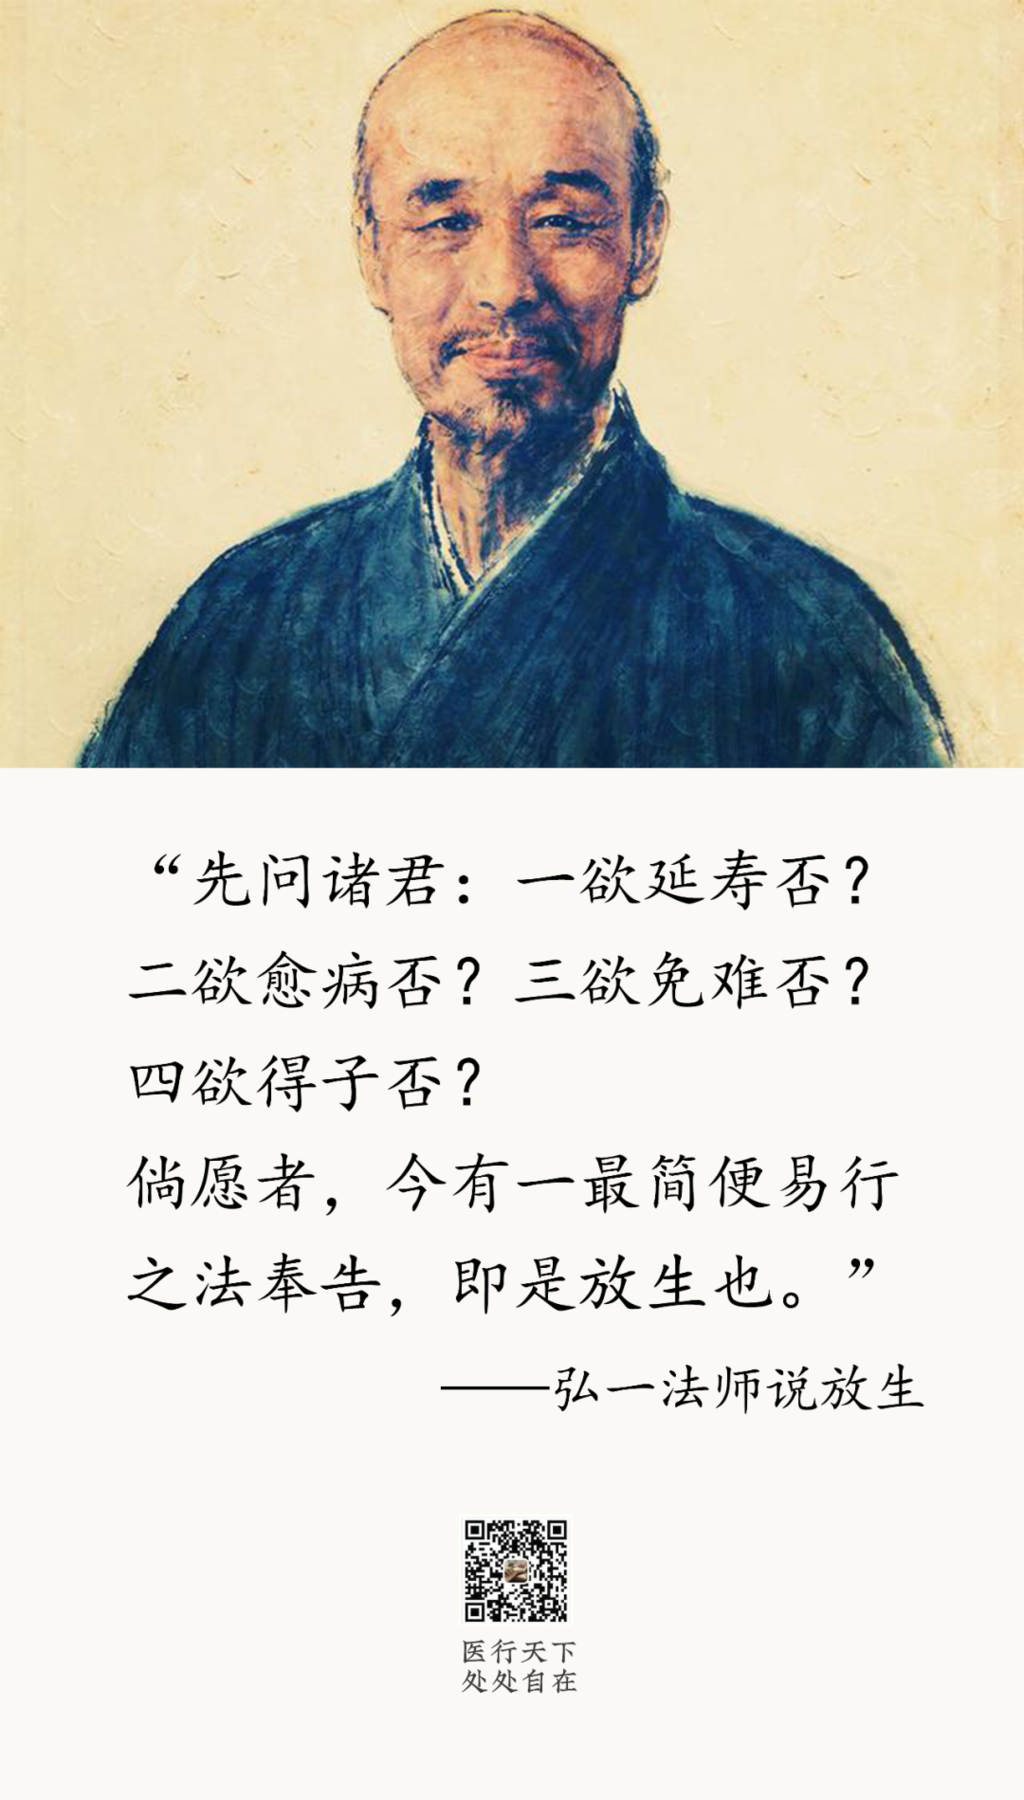 “先问诸君：一欲延寿否？
二欲愈病否？三欲免难否？
四欲得子否？
倘愿者，今有一最简便易行
之法奉告，即是放生也。”
——弘一法师说放生
医行天下
处处自在